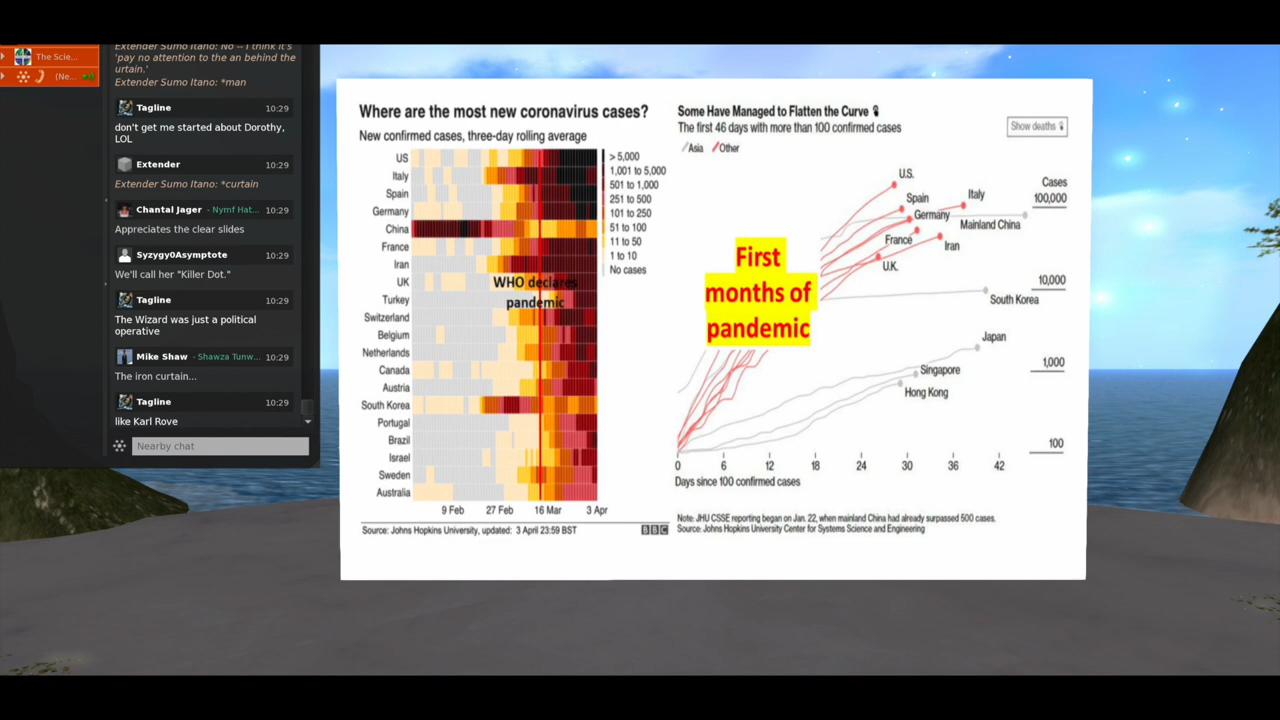 The Scie...
(Ne...
Extender Sumo Itano: No -- I think it's
'pay no attention to the an behind the
urtain.'
Extender Sumo Itano: *man
Tagline 10:29
don't get me started about Dorothy,
LOL
Extender 10:29
Extender Sumo Itano: *curtain
Chantal Jager - Nymf Hat... 10:29
Appreciates the clear slides
Syzygy0Asymptote 10:29
We'll call her "Killer Dot."
Tagline 10:29
The Wizard was just a political
operative
Mike Shaw - Shawza Tunw... 10:29
The iron curtain...
Tagline 10:29
like Karl Rove
Nearby chat
Where are the most new coronavirus cases?
New confirmed cases, three-day rolling average
US
Italy
Spain
Germany
China
France
Iran
UK
Turkey
Switzerland
Belgium
Netherlands
Canada
Austria
South Korea
Portugal
Brazil
Israel
Sweden
Australia
WHO declares
pandemic
> 5,000
1,001 to 5,000
501 to 1,000
251 to 500
101 to 250
51 to 100
11 to 50
1 to 10
No cases
9 Feb 27 Feb 16 Mar 3 Apr
Source: Johns Hopkins University, updated: 3 April 23:59 BST
BBC
Some Have Managed to Flatten the Curve
The first 46 days with more than 100 confirmed cases
Show deaths
Asia Other
First
months of
pandemic
U.S.
Spain
Italy
Germany
Mainland China
France
Iran
U.K.
South Korea
Japan
Singapore
Hong Kong
Cases
100,000
10,000
1,000
100
0 6 12 18 24 30 36 42
Days since 100 confirmed cases
Note: JHU CSSE reporting began on Jan. 22, when mainland China had already surpassed 500 cases.
Source: Johns Hopkins University Center for Systems Science and Engineering